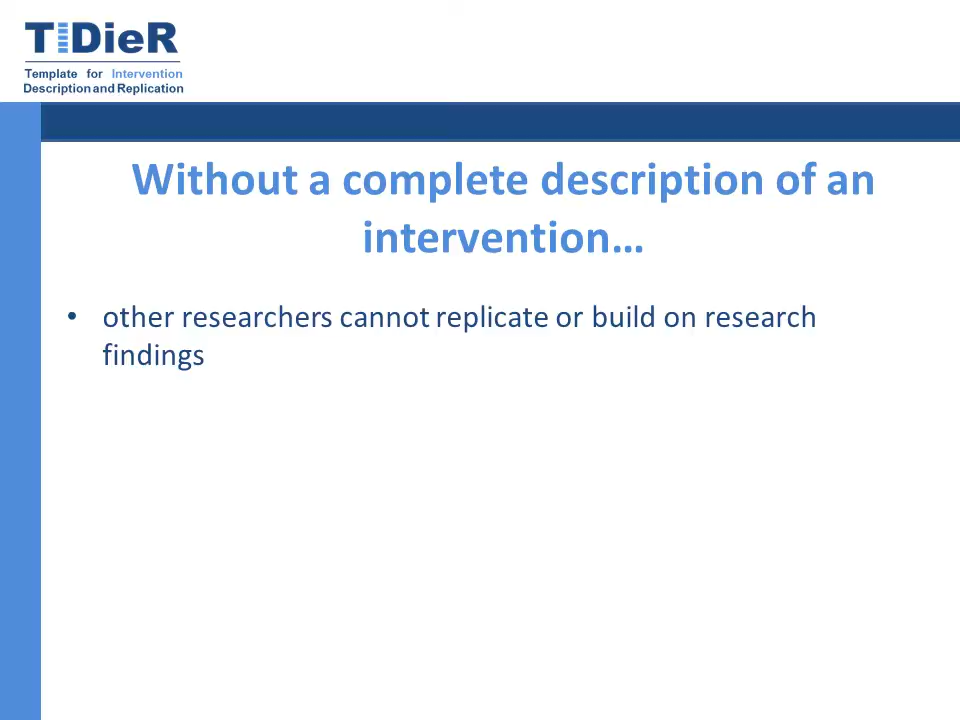 TIDieR
Template for Intervention
Description and Replication
Without a complete description of an
intervention…
• other researchers cannot replicate or build on research
findings